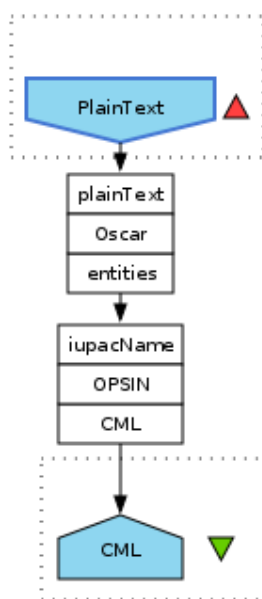 PlainText
plainText
Oscar
entities
iupacName
OPSIN
CML
CML